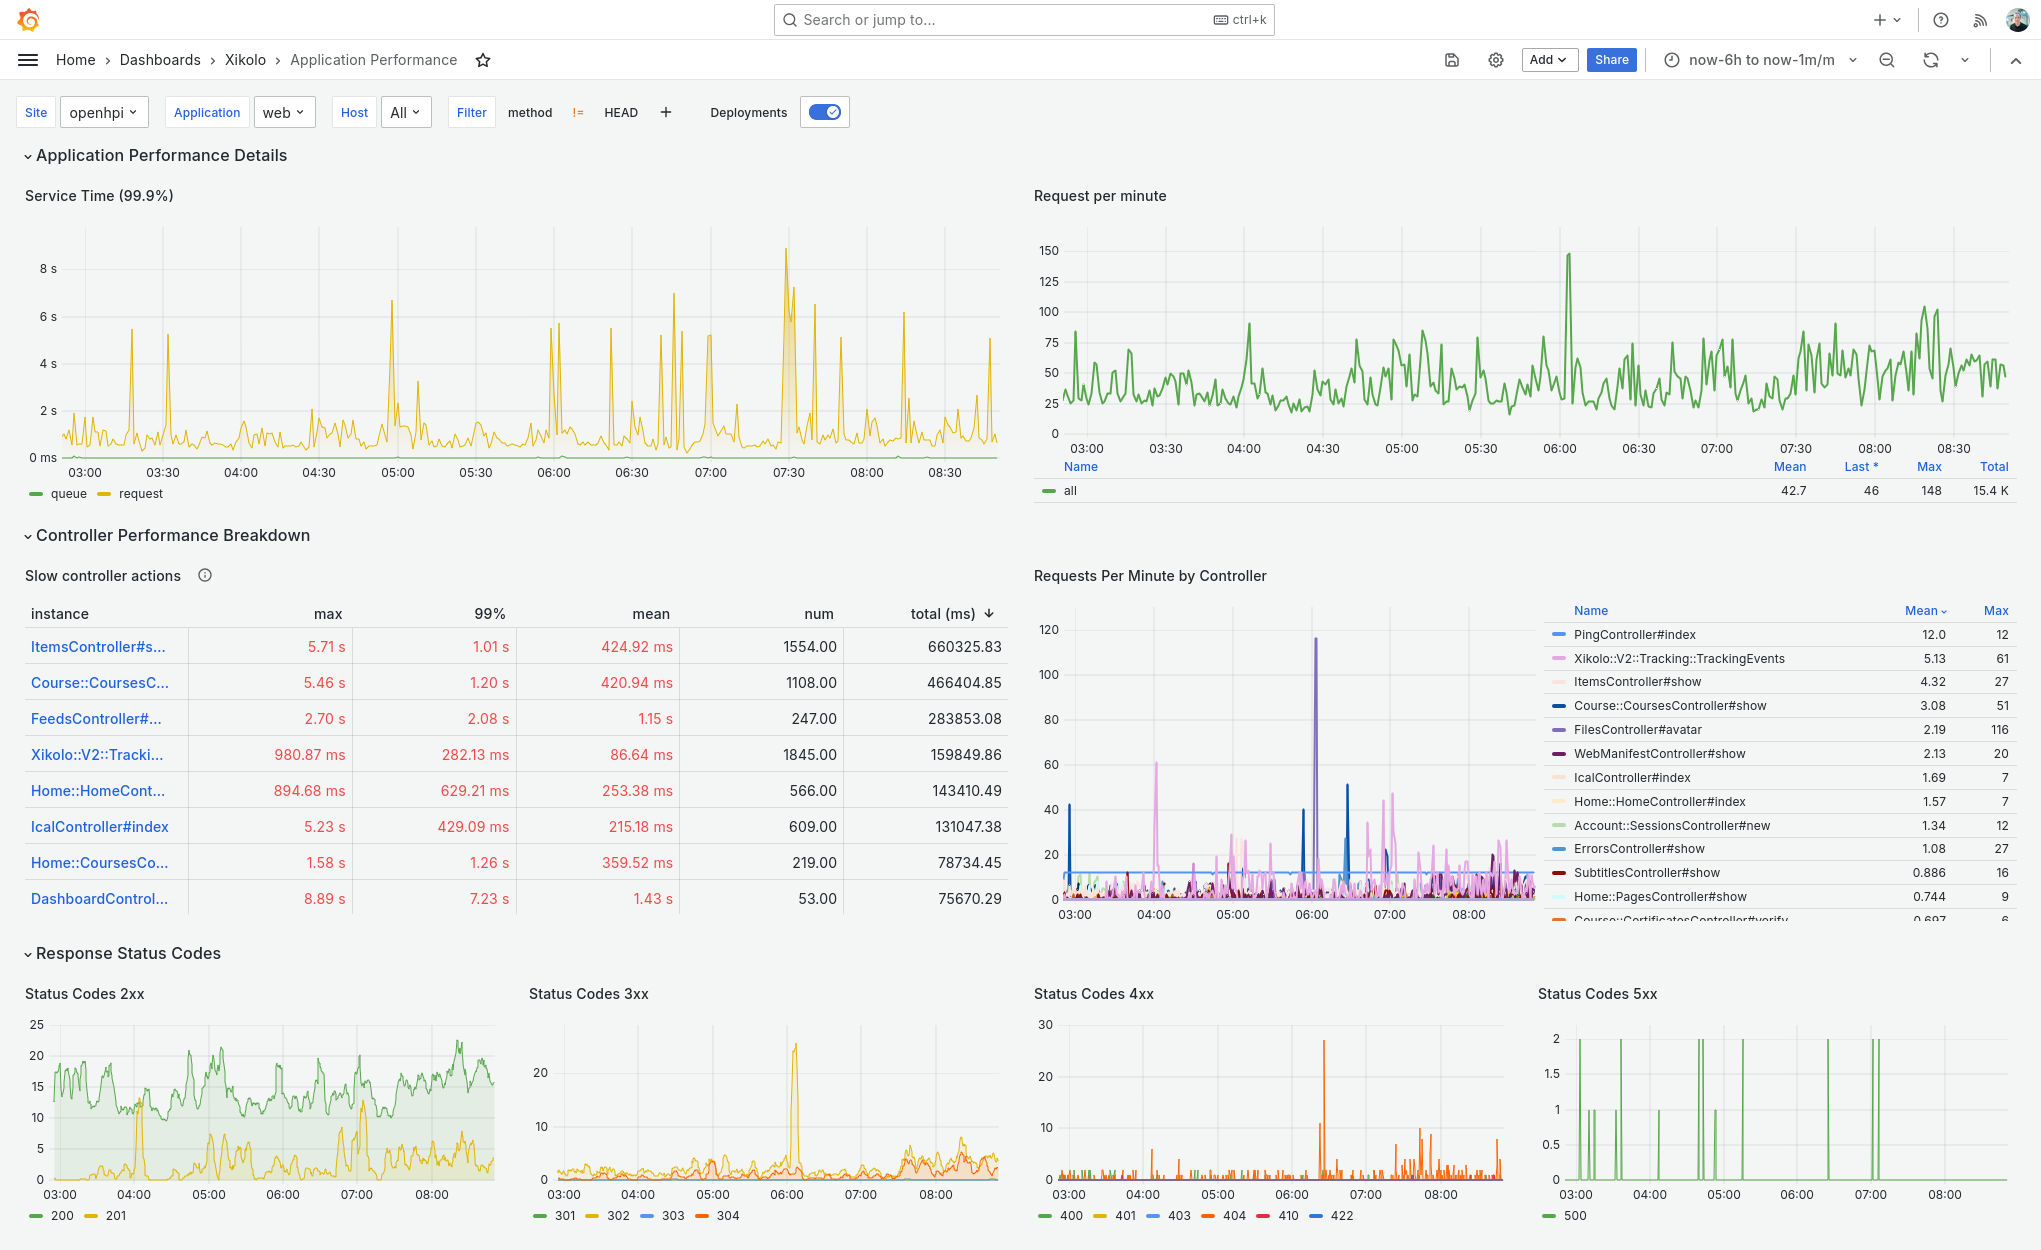 Search or jump to... ctrl+k
Home › Dashboards › Xikolo › Application Performance Add Share now-6h to now-1m/m
Site openhpi Application web Host All Filter method != HEAD + Deployments
Application Performance Details
Service Time (99.9%)
8 s
6 s
4 s
2 s
0 ms
03:00 03:30 04:00 04:30 05:00 05:30 06:00 06:30 07:00 07:30 08:00 08:30
queue request
Request per minute
150
125
100
75
50
25
0
03:00 03:30 04:00 04:30 05:00 05:30 06:00 06:30 07:00 07:30 08:00 08:30
Name Mean Last * Max Total
all 42.7 46 148 15.4 K
Controller Performance Breakdown
Slow controller actions
instance max 99% mean num total (ms)
ItemsController#s... 5.71 s 1.01 s 424.92 ms 1554.00 660325.83
Course::CoursesC... 5.46 s 1.20 s 420.94 ms 1108.00 466404.85
FeedsController#... 2.70 s 2.08 s 1.15 s 247.00 283853.08
Xikolo::V2::Tracki... 980.87 ms 282.13 ms 86.64 ms 1845.00 159849.86
Home::HomeCont... 894.68 ms 629.21 ms 253.38 ms 566.00 143410.49
IcalController#index 5.23 s 429.09 ms 215.18 ms 609.00 131047.38
Home::CoursesCo... 1.58 s 1.26 s 359.52 ms 219.00 78734.45
DashboardControl... 8.89 s 7.23 s 1.43 s 53.00 75670.29
Requests Per Minute by Controller
120
100
80
60
40
20
0
03:00 04:00 05:00 06:00 07:00 08:00
Name Mean Max
PingController#index 12.0 12
Xikolo::V2::Tracking::TrackingEvents 5.13 61
ItemsController#show 4.32 27
Course::CoursesController#show 3.08 51
FilesController#avatar 2.19 116
WebManifestController#show 2.13 20
IcalController#index 1.69 7
Home::HomeController#index 1.57 7
Account::SessionsController#new 1.34 12
ErrorsController#show 1.08 27
SubtitlesController#show 0.886 16
Home::PagesController#show 0.744 9
Course::CertificatesController#verify 0.697 6
Response Status Codes
Status Codes 2xx
25
20
15
10
5
0
03:00 04:00 05:00 06:00 07:00 08:00
200 201
Status Codes 3xx
20
10
0
03:00 04:00 05:00 06:00 07:00 08:00
301 302 303 304
Status Codes 4xx
30
20
10
0
03:00 04:00 05:00 06:00 07:00 08:00
400 401 403 404 410 422
Status Codes 5xx
2
1.5
1
0.5
0
03:00 04:00 05:00 06:00 07:00 08:00
500